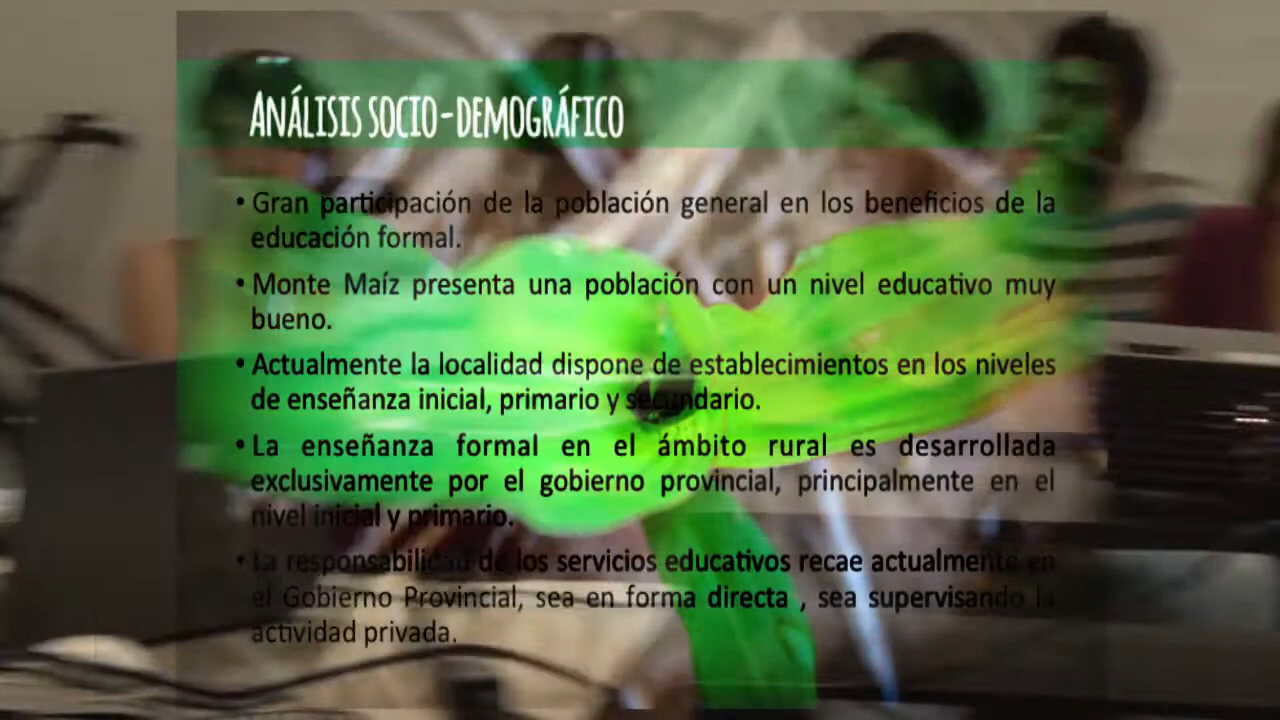 ANÁLISIS SOCIO-DEMOGRÁFICO
• Gran participación de la población general en los beneficios de la
educación formal.
• Monte Maíz presenta una población con un nivel educativo muy
bueno.
• Actualmente la localidad dispone de establecimientos en los niveles
de enseñanza inicial, primario y secundario.
• La enseñanza formal en el ámbito rural es desarrollada
exclusivamente por el gobierno provincial, principalmente en el
nivel inicial y primario.
• La responsabilidad de los servicios educativos recae actualmente en
el Gobierno Provincial, sea en forma directa , sea supervisando la
actividad privada.